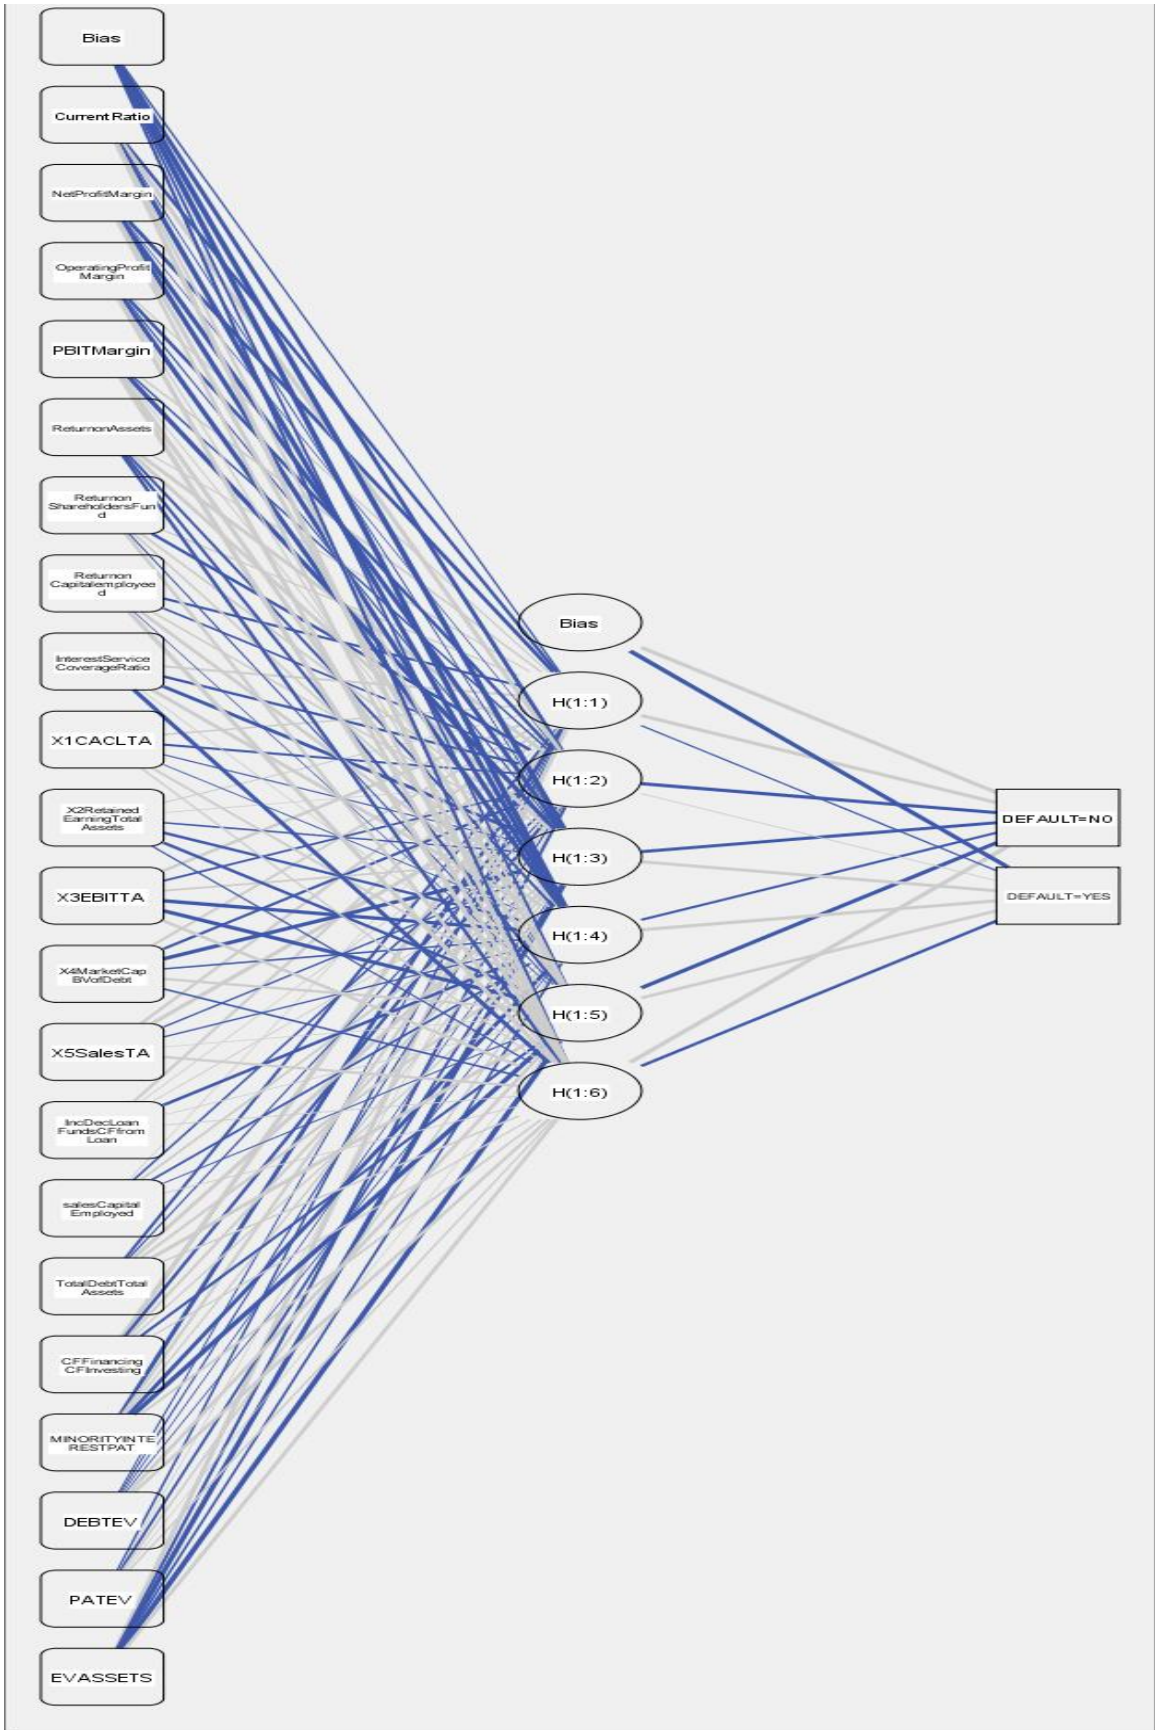 Bias
CurrentRatio
NetProfitMargin
OperatingProfit
Margin
PBITMargin
ReturnonAssets
Returnon
ShareholdersFun
d
Returnon
Capitalemployee
d
InterestService
CoverageRatio
X1CACLTA
X2Retained
EarningTotal
Assets
X3EBITTA
X4MarketCap
BVofDebt
X5SalesTA
IncDecLoan
FundsCFfrom
Loan
salesCapital
Employed
TotalDebtTotal
Assets
CFFinancing
CFInvesting
MINORITYINTE
RESTPAT
DEBTEV
PATEV
EVASSETS
Bias
H(1:1)
H(1:2)
H(1:3)
H(1:4)
H(1:5)
H(1:6)
DEFAULT=NO
DEFAULT=YES